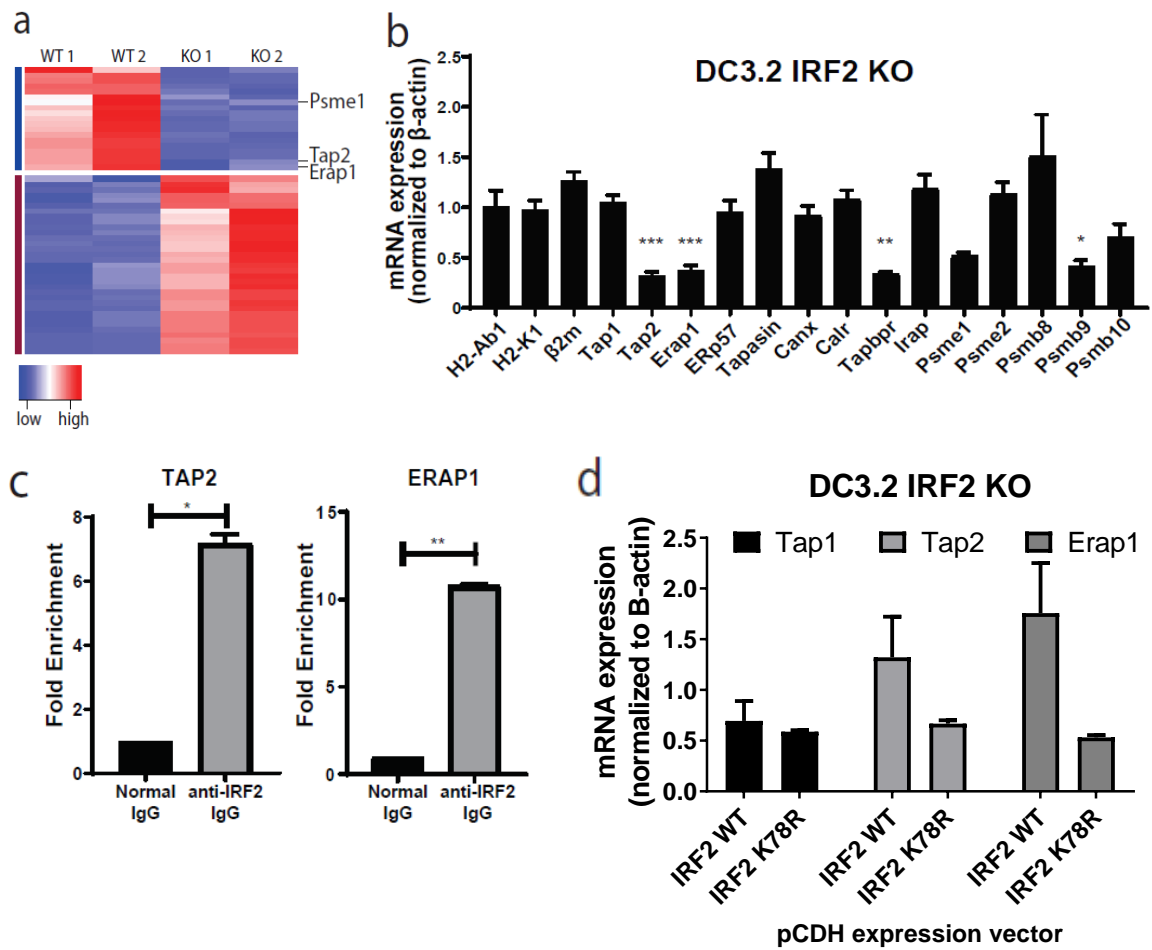 a
WT 1 WT 2 KO 1 KO 2
Psme1
Tap2
Erap1
low high
b
DC3.2 IRF2 KO
mRNA expression
(normalized to β-actin)
2.5
2.0
1.5
1.0
0.5
0
*** *** ** *
H2-Ab1 H2-K1 β2m Tap1 Tap2 Erap1 ERp57 Tapasin Canx Calr Tapbpr Irap Psme1 Psme2 Psmb8 Psmb9 Psmb10
c
TAP2
Fold Enrichment
8
6
4
2
0
*
Normal anti-IRF2
IgG IgG
ERAP1
Fold Enrichment
15
10
5
0
**
Normal anti-IRF2
IgG IgG
d
DC3.2 IRF2 KO
Tap1 Tap2 Erap1
mRNA expression
(normalized to B-actin)
2.5
2.0
1.5
1.0
0.5
0.0
IRF2 WT IRF2 K78R IRF2 WT IRF2 K78R IRF2 WT IRF2 K78R
pCDH expression vector